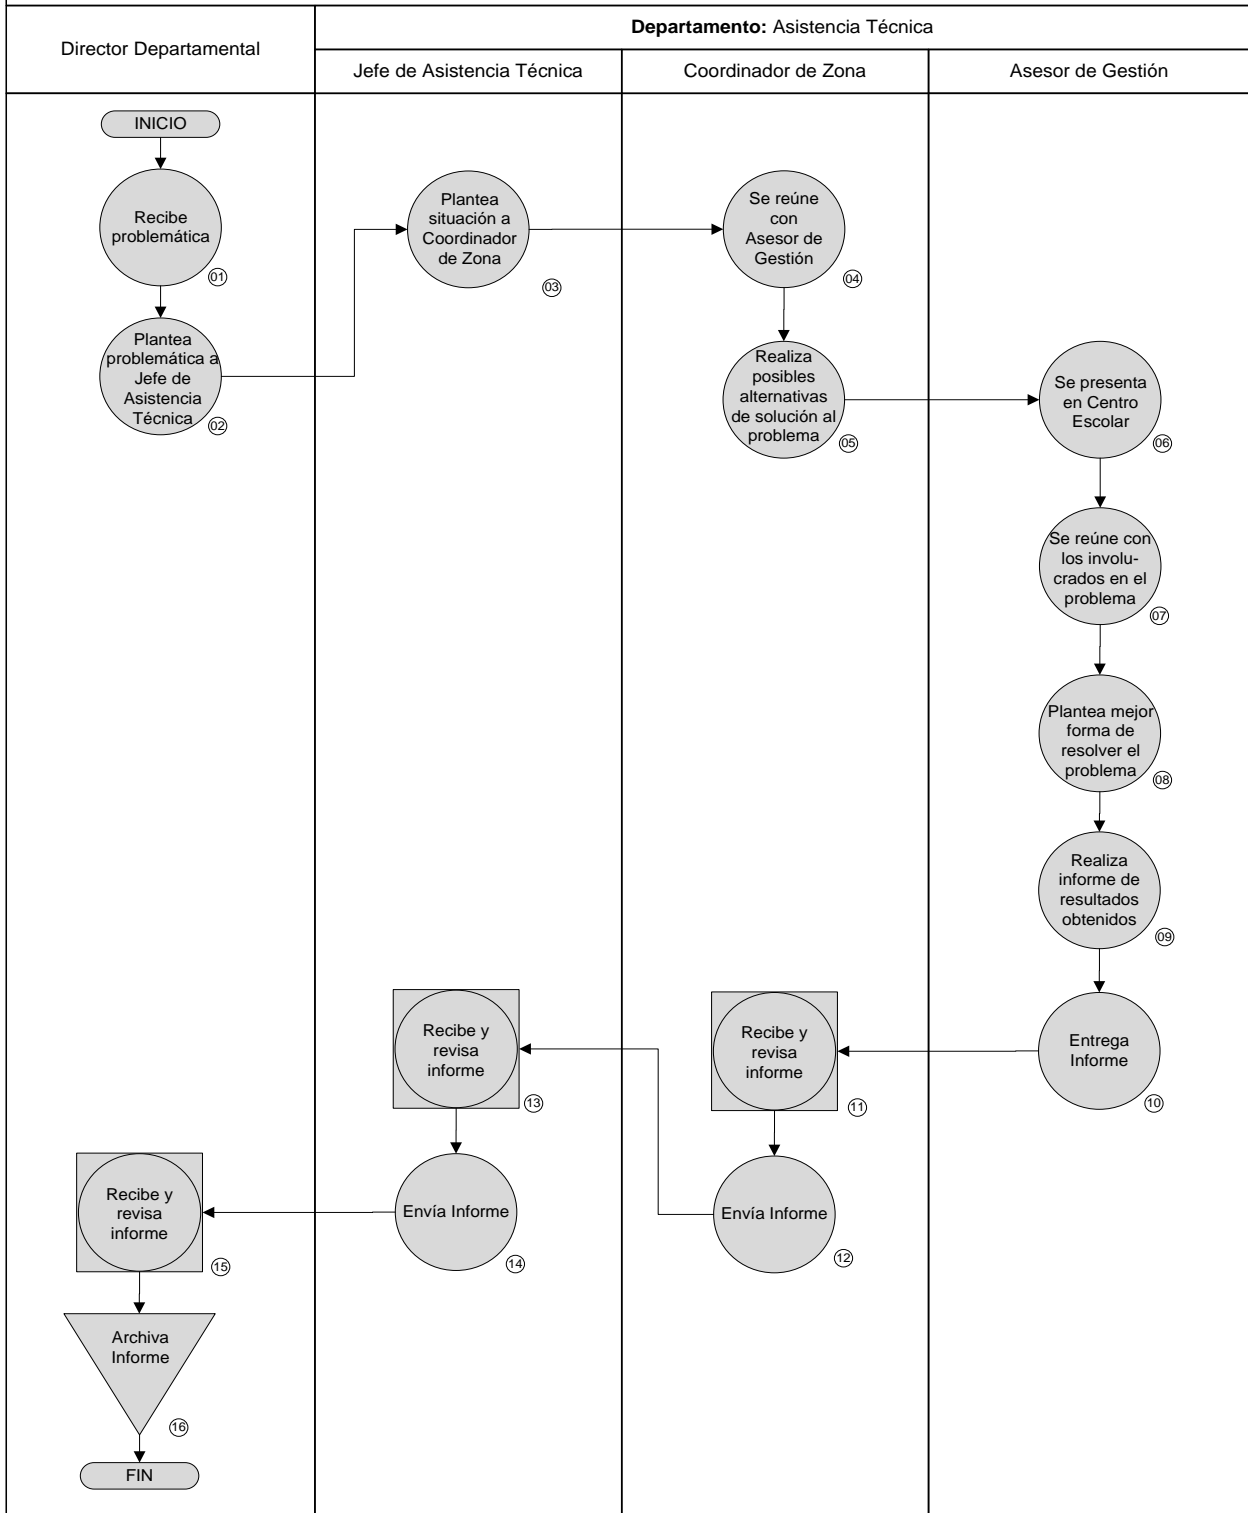 Director Departamental
Departamento: Asistencia Técnica
Jefe de Asistencia Técnica
Coordinador de Zona
Asesor de Gestión
INICIO
Recibe
problemática
01
Plantea
problemática a
Jefe de
Asistencia
Técnica
02
Plantea
situación a
Coordinador
de Zona
03
Se reúne
con
Asesor de
Gestión
04
Realiza
posibles
alternativas
de solución al
problema
05
Se presenta
en Centro
Escolar
06
Se reúne con
los involu-
crados en el
problema
07
Plantea mejor
forma de
resolver el
problema
08
Realiza
informe de
resultados
obtenidos
09
Entrega
Informe
10
Recibe y
revisa
informe
11
Envía Informe
12
Recibe y
revisa
informe
13
Envía Informe
14
Recibe y
revisa
informe
15
Archiva
Informe
16
FIN